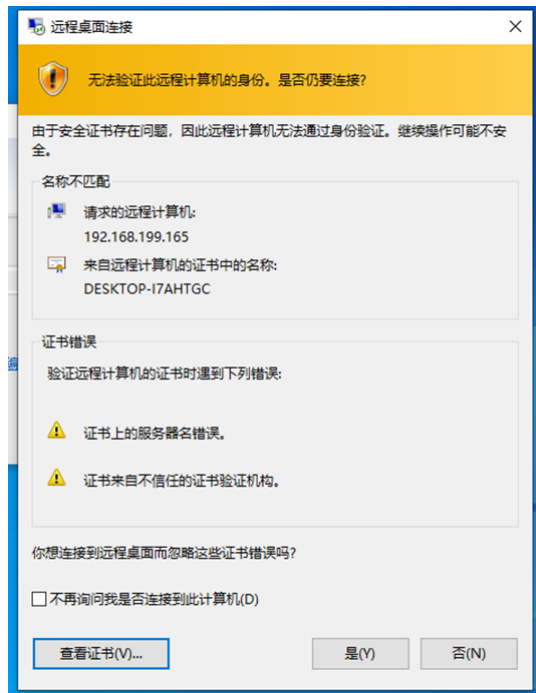 远程桌面连接
无法验证此远程计算机的身份。是否仍要连接?
由于安全证书存在问题，因此远程计算机无法通过身份验证。继续操作可能不安
全。
名称不匹配
请求的远程计算机:
192.168.199.165
来自远程计算机的证书中的名称:
DESKTOP-I7AHTGC
证书错误
验证远程计算机的证书时遇到下列错误:
证书上的服务器名错误。
证书来自不信任的证书验证机构。
你想连接到远程桌面而忽略这些证书错误吗?
不再询问我是否连接到此计算机(D)
查看证书(V)...
是(Y)
否(N)